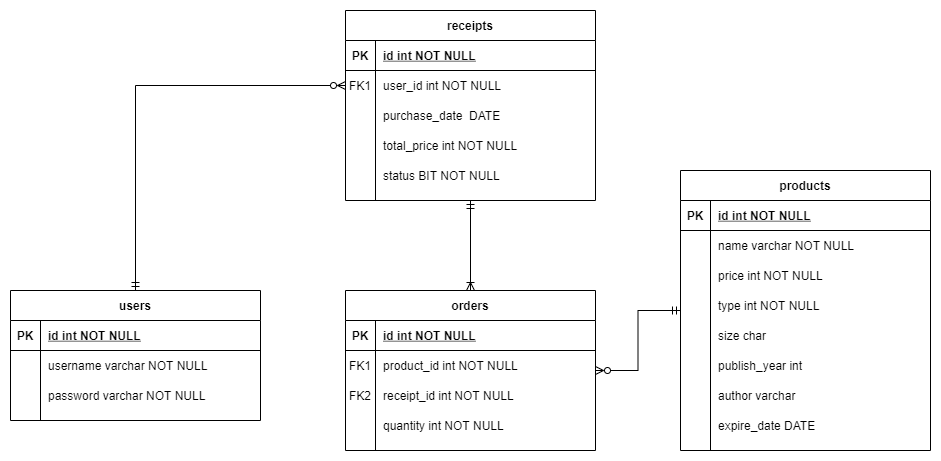 receipts
PK id int NOT NULL
FK1 user_id int NOT NULL
purchase_date  DATE
total_price int NOT NULL
status BIT NOT NULL
products
PK id int NOT NULL
name varchar NOT NULL
price int NOT NULL
type int NOT NULL
size char
publish_year int
author varchar
expire_date DATE
users
PK id int NOT NULL
username varchar NOT NULL
password varchar NOT NULL
orders
PK id int NOT NULL
FK1 product_id int NOT NULL
FK2 receipt_id int NOT NULL
quantity int NOT NULL